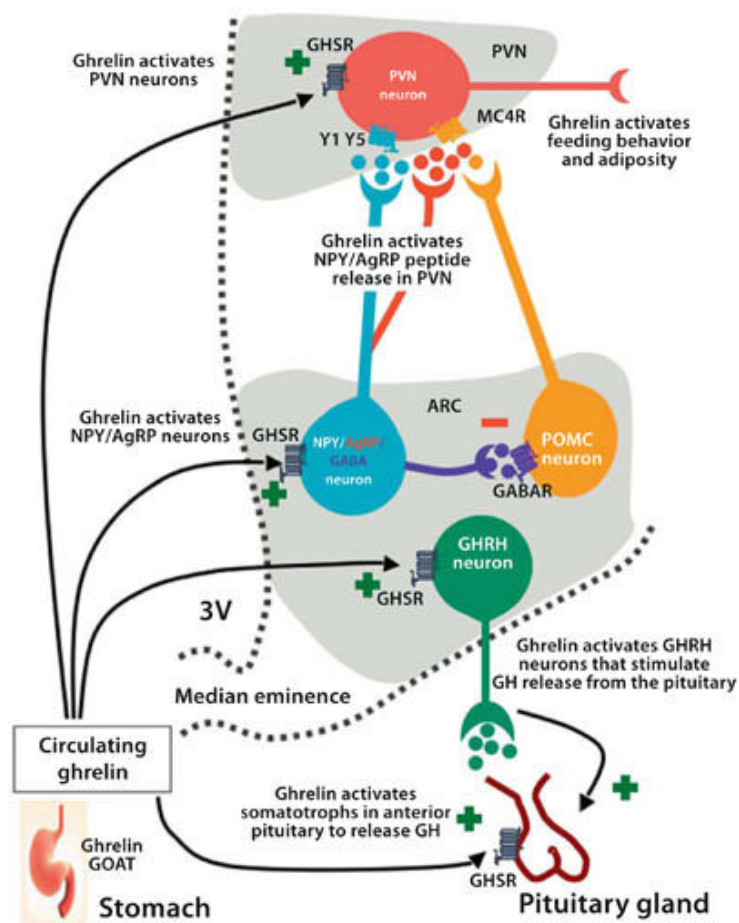 GHSR
PVN
Ghrelin activates
PVN neurons
PVN
neuron
MC4R
Y1 Y5
Ghrelin activates
feeding behavior
and adiposity
Ghrelin activates
NPY/AgRP peptide
release in PVN
Ghrelin activates
NPY/AgRP neurons
ARC
GHSR
NPY/AgRP/
GABA
neuron
POMC
neuron
GABAR
GHRH
neuron
GHSR
3V
Ghrelin activates GHRH
neurons that stimulate
GH release from the pituitary
Median eminence
Circulating
ghrelin
Ghrelin activates
somatotrophs in anterior
pituitary to release GH
Ghrelin
GOAT
GHSR
Stomach
Pituitary gland